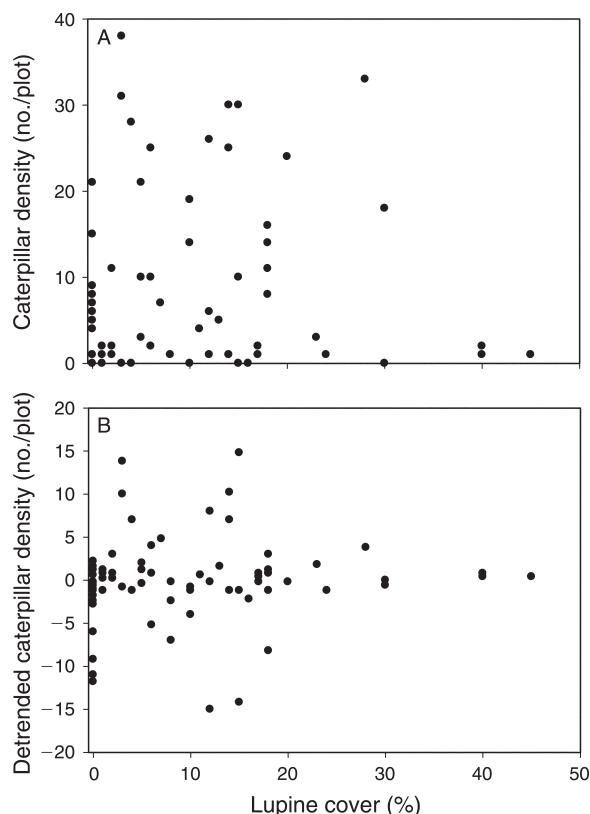 A
Caterpillar density (no./plot)
40
30
20
10
0
B
Detrended caterpillar density (no./plot)
20
15
10
5
0
−5
−10
−15
−20
0 10 20 30 40 50
Lupine cover (%)